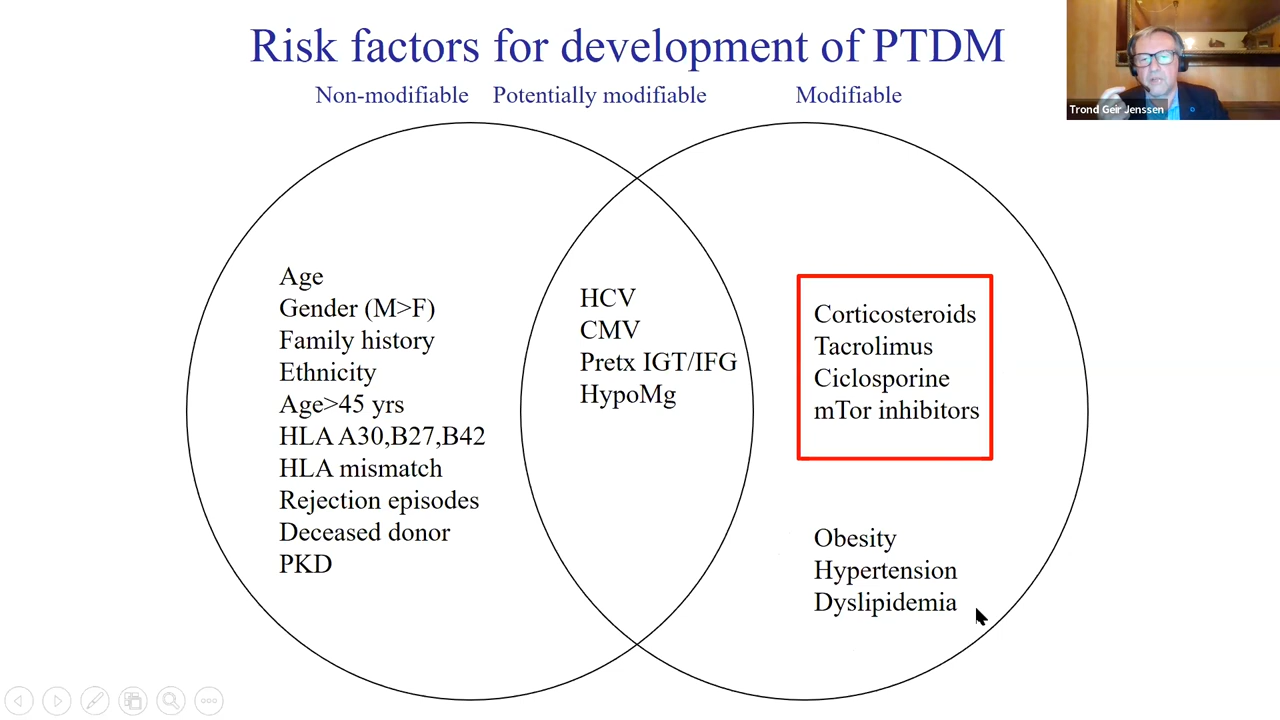 Risk factors for development of PTDM
Non-modifiable
Potentially modifiable
Modifiable
Age
Gender (M>F)
Family history
Ethnicity
Age>45 yrs
HLA A30,B27,B42
HLA mismatch
Rejection episodes
Deceased donor
PKD
HCV
CMV
Pretx IGT/IFG
HypoMg
Corticosteroids
Tacrolimus
Ciclosporine
mTor inhibitors
Obesity
Hypertension
Dyslipidemia
Trond Geir Jenssen